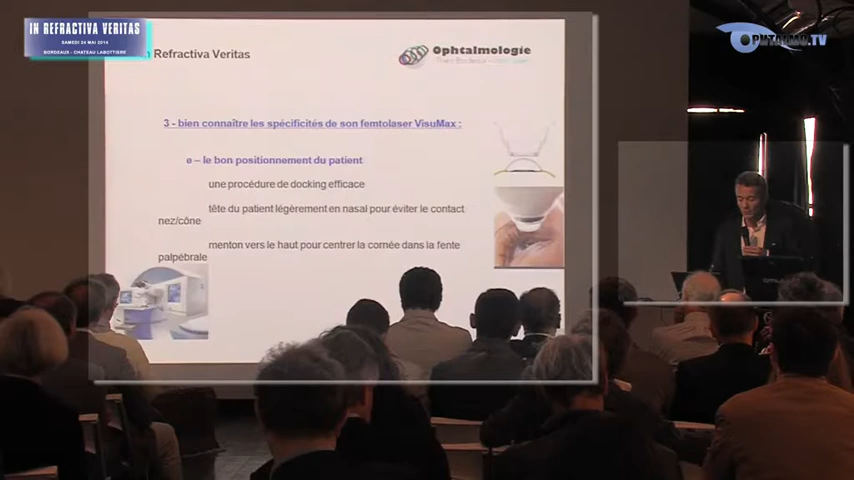 IN REFRACTIVA VERITAS
SAMEDI 24 MAI 2014
BORDEAUX - CHATEAU LABOTTIERE
OPHTALMO.TV
n Refractiva Veritas
Ophtalmologie
3 - bien connaître les spécificités de son femtolaser VisuMax :
ø – le bon positionnement du patient
une procédure de docking efficace
tête du patient légèrement en nasal pour éviter le contact
nez/cône
menton vers le haut pour centrer la cornée dans la fente
palpébrale